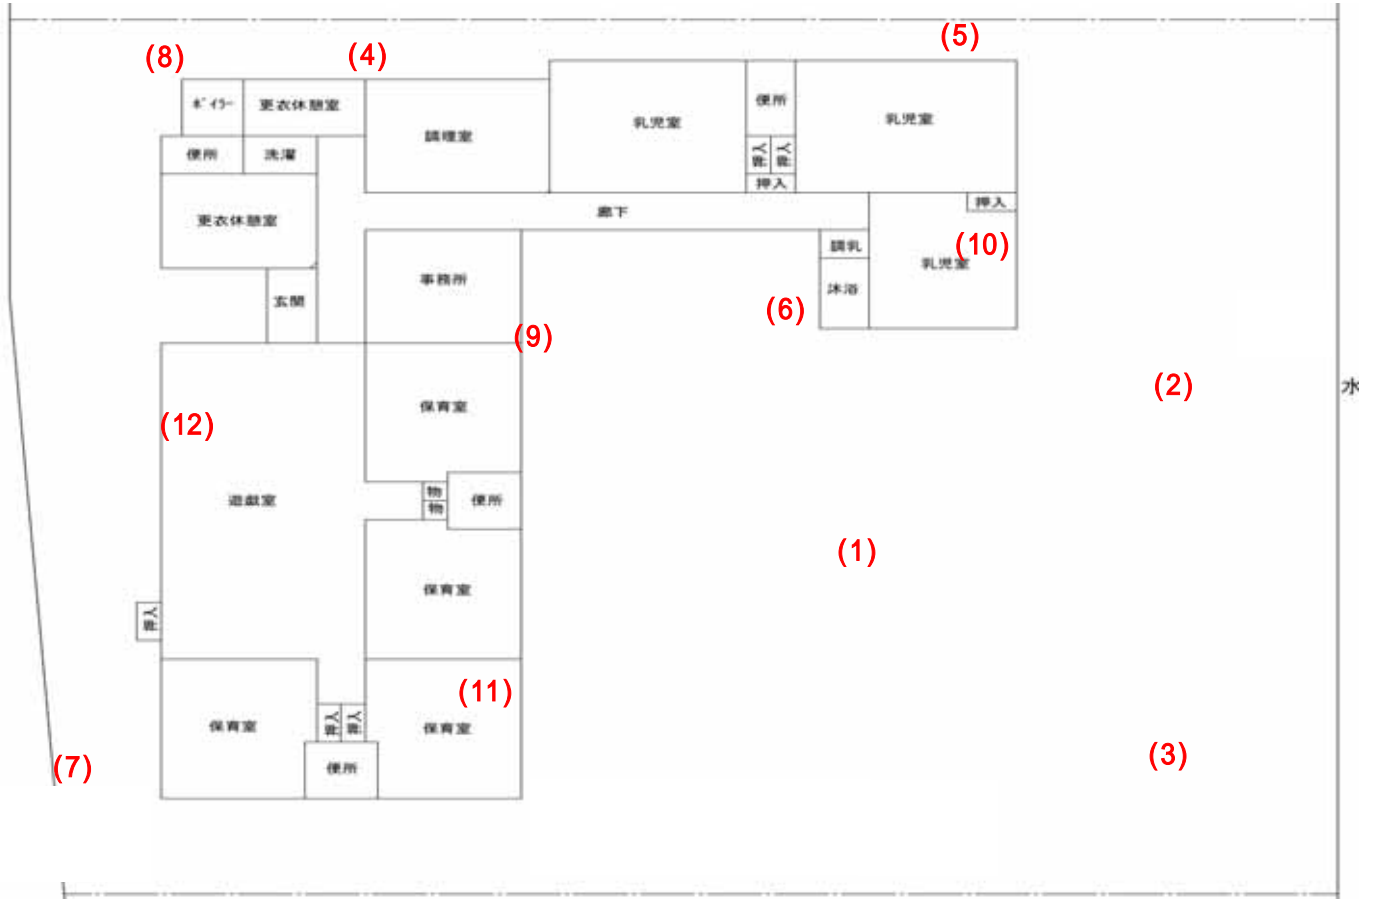 (5)
(8)
(4)
ﾎﾞｲﾗｰ
更衣休憩室
調理室
乳児室
便所
乳児室
便所
洗濯
押入
押入
押入
更衣休憩室
廊下
押入
調乳
(10)
乳児室
事務所
玄関
沐浴
(6)
(9)
(2)
水
保育室
(12)
遊戯室
物
物
便所
(1)
保育室
押入
(11)
保育室
押入
押入
保育室
(3)
(7)
便所